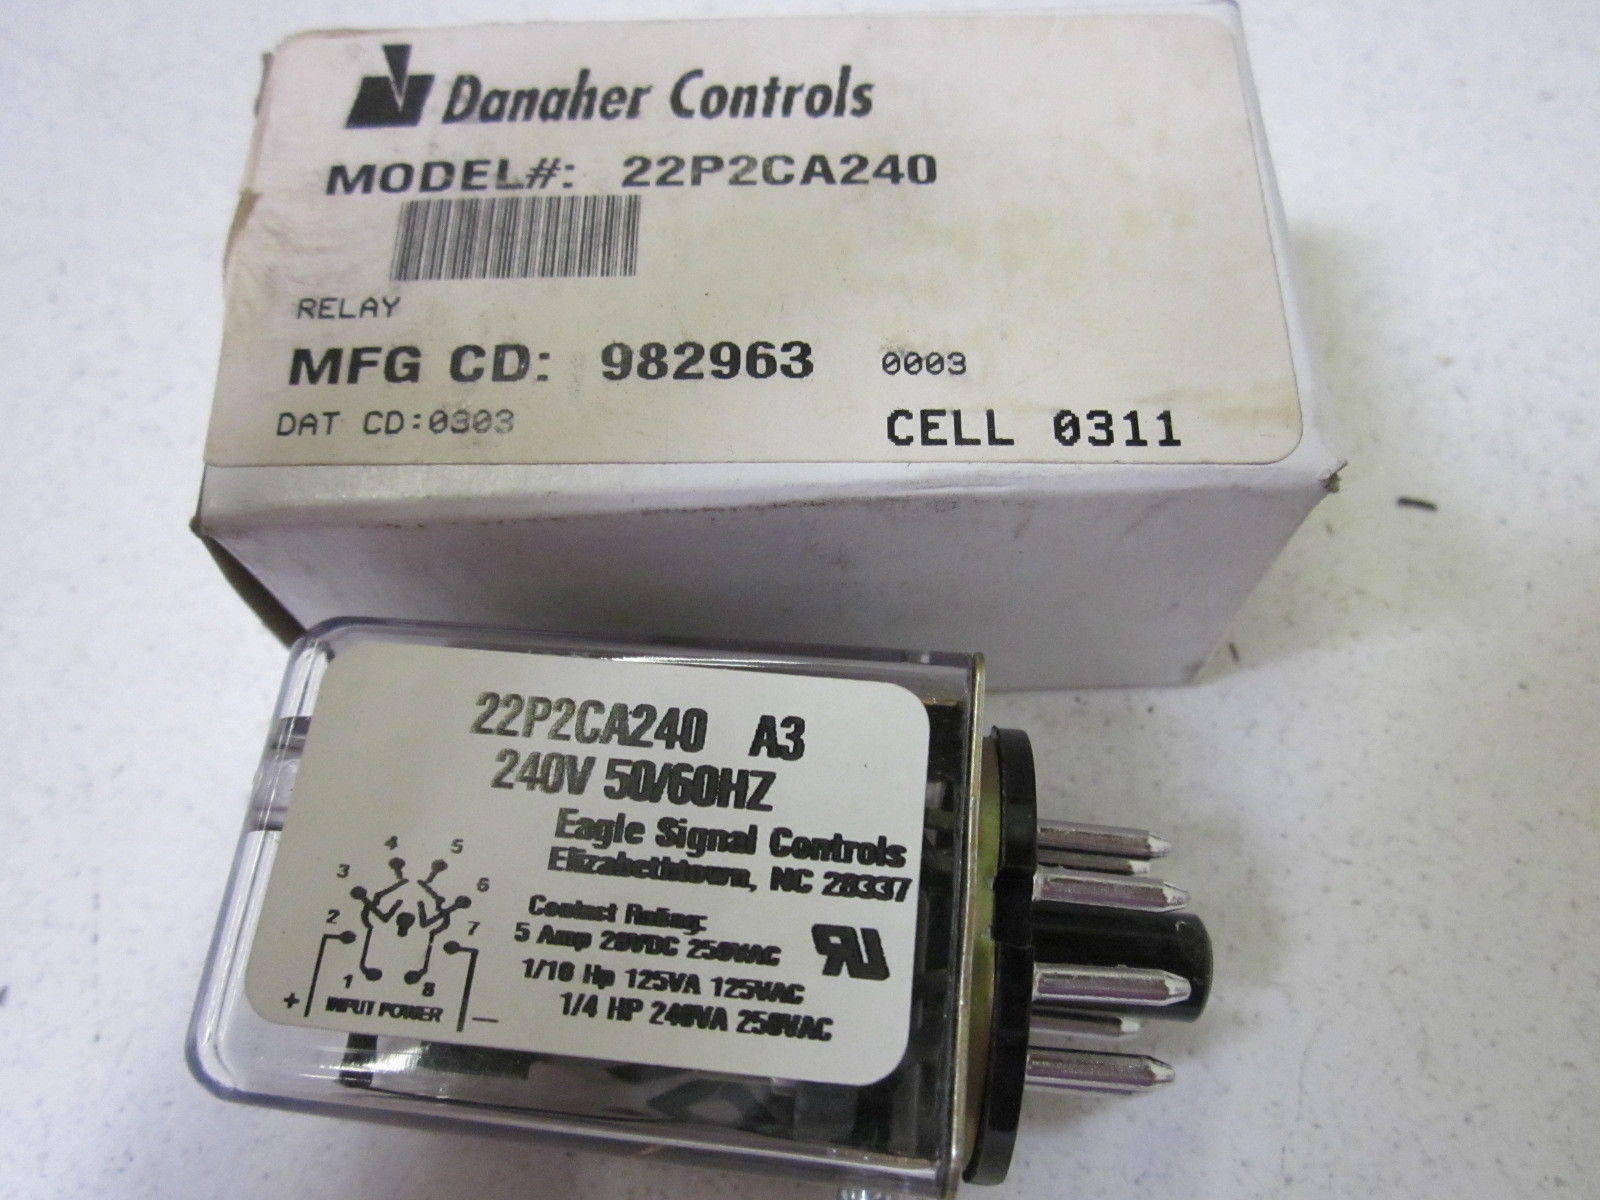 Danaher Controls
MODEL#: 22P2CA240
RELAY
MFG CD: 982963 0003
DAT CD:0303
CELL 0311
22P2CA240 A3
240V 50/60HZ
Eagle Signal Controls
Elizabethtown, NC 28337
Contact Rating:
5 Amp 28VDC 250VAC
1/10 Hp 125VA 125VAC
1/4 HP 240VA 250VAC
4 5
3 6
2 7
1 8
+ INPUT POWER —